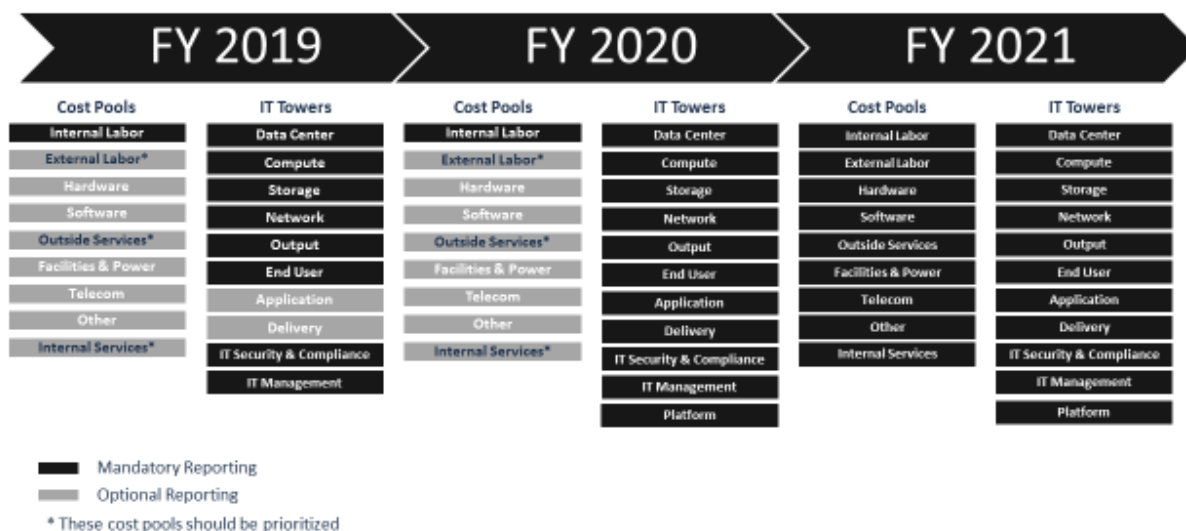 FY 2019
FY 2020
FY 2021
Cost Pools
Internal Labor
External Labor*
Hardware
Software
Outside Services*
Facilities & Power
Telecom
Other
Internal Services*
IT Towers
Data Center
Compute
Storage
Network
Output
End User
Application
Delivery
IT Security & Compliance
IT Management
Cost Pools
Internal Labor
External Labor*
Hardware
Software
Outside Services*
Facilities & Power
Telecom
Other
Internal Services*
IT Towers
Data Center
Compute
Storage
Network
Output
End User
Application
Delivery
IT Security & Compliance
IT Management
Platform
Cost Pools
Internal Labor
External Labor
Hardware
Software
Outside Services
Facilities & Power
Telecom
Other
Internal Services
IT Towers
Data Center
Compute
Storage
Network
Output
End User
Application
Delivery
IT Security & Compliance
IT Management
Platform
Mandatory Reporting
Optional Reporting
* These cost pools should be prioritized